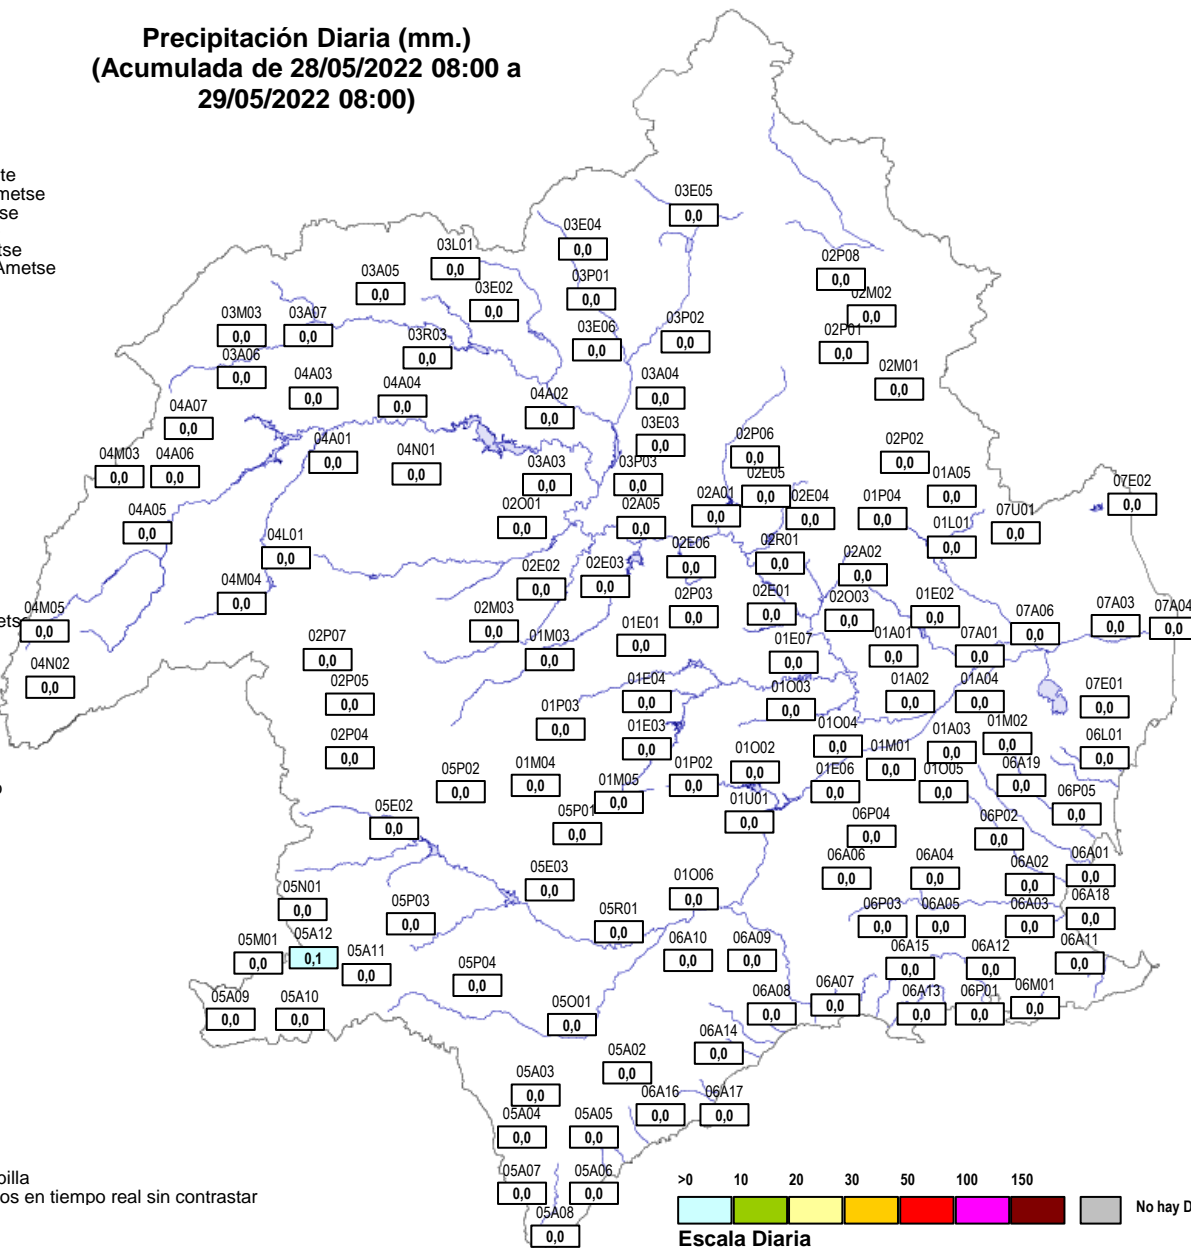 Precipitación Diaria (mm.)
(Acumulada de 28/05/2022 08:00 a
29/05/2022 08:00)
te
metse
se
tse
Ametse
03E05
0,0
03E04
0,0
03L01
0,0
02P08
0,0
03A05
0,0
03P01
0,0
03E02
0,0
02M02
0,0
03M03
0,0
03A07
0,0
03P02
0,0
03E06
0,0
02P01
0,0
03R03
0,0
03A06
0,0
04A03
0,0
04A04
0,0
03A04
0,0
02M01
0,0
04A02
0,0
04A07
0,0
03E03
0,0
02P06
0,0
02P02
0,0
04A01
0,0
04N01
0,0
04M03
0,0
04A06
0,0
03A03
0,0
03P03
0,0
02E05
0,0
01A05
0,0
07E02
0,0
02A01
0,0
02E04
0,0
01P04
0,0
04A05
0,0
02O01
0,0
02A05
0,0
07U01
0,0
01L01
0,0
04L01
0,0
02E06
0,0
02R01
0,0
02A02
0,0
02E02
0,0
02E03
0,0
04M04
0,0
02P03
0,0
02E01
0,0
02O03
0,0
01E02
0,0
etse
04M05
0,0
02M03
0,0
07A06
0,0
07A03
0,0
07A04
0,0
01E01
0,0
02P07
0,0
01M03
0,0
01E07
0,0
01A01
0,0
07A01
0,0
04N02
0,0
02P05
0,0
01E04
0,0
01O03
0,0
01A02
0,0
01A04
0,0
07E01
0,0
01P03
0,0
02P04
0,0
01E03
0,0
01O04
0,0
01A03
0,0
01M02
0,0
06L01
0,0
01O02
0,0
01M01
0,0
05P02
0,0
01M04
0,0
01P02
0,0
01E06
0,0
01O05
0,0
06A19
0,0
o
01M05
0,0
06P05
0,0
05E02
0,0
05P01
0,0
01U01
0,0
06P04
0,0
06P02
0,0
05E03
0,0
06A06
0,0
06A04
0,0
06A02
0,0
06A01
0,0
05N01
0,0
01O06
0,0
05P03
0,0
05R01
0,0
06P03
0,0
06A05
0,0
06A03
0,0
06A18
0,0
05A12
0,1
05M01
0,0
05A11
0,0
06A10
0,0
06A09
0,0
06A15
0,0
06A12
0,0
06A11
0,0
05P04
0,0
05A09
0,0
05A10
0,0
05O01
0,0
06A08
0,0
06A07
0,0
06A13
0,0
06P01
0,0
06M01
0,0
06A14
0,0
05A02
0,0
05A03
0,0
06A16
0,0
06A17
0,0
05A04
0,0
05A05
0,0
05A07
0,0
05A06
0,0
05A08
0,0
pilla
os en tiempo real sin contrastar
>0 10 20 30 50 100 150
No hay D
Escala Diaria